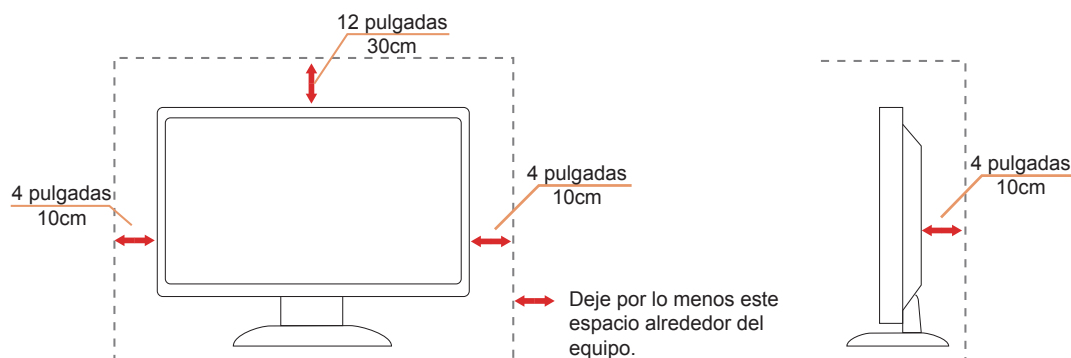 12 pulgadas
30cm
4 pulgadas
10cm
4 pulgadas
10cm
4 pulgadas
10cm
Deje por lo menos este
espacio alrededor del
equipo.